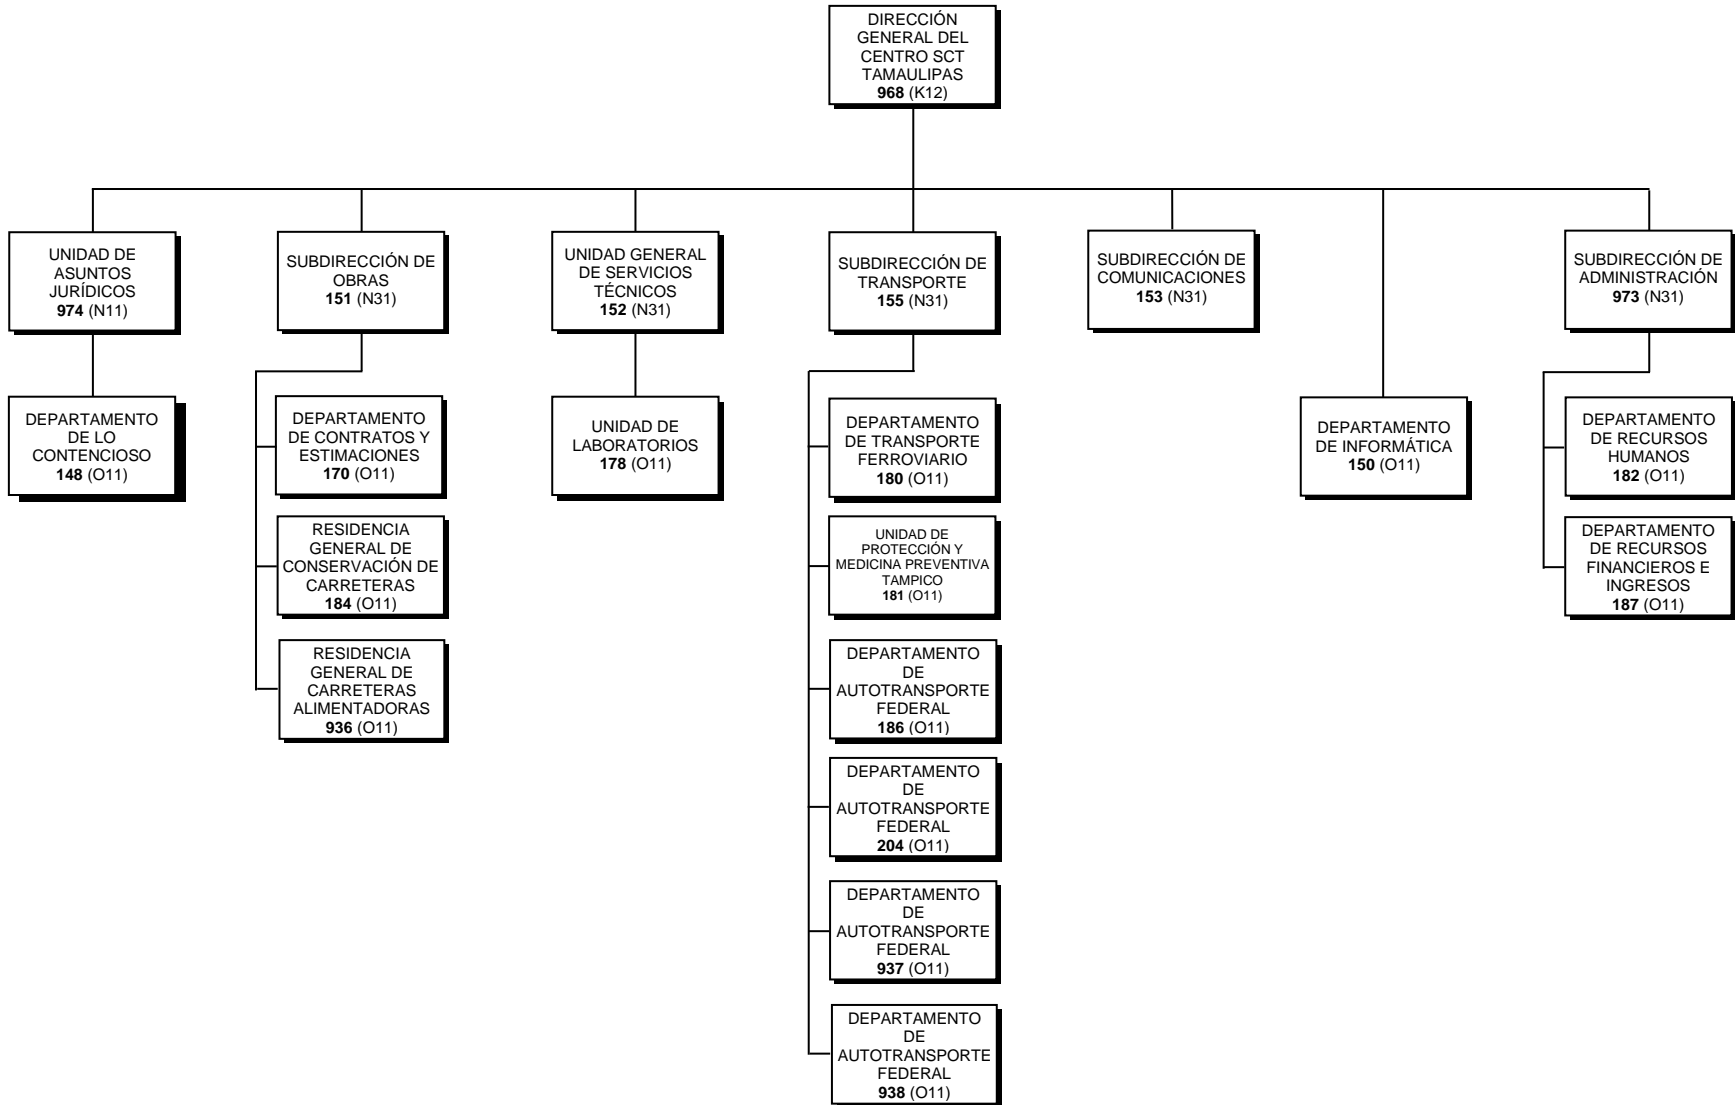 DIRECCIÓN
GENERAL DEL
CENTRO SCT
TAMAULIPAS
968 (K12)
UNIDAD DE
ASUNTOS
JURÍDICOS
974 (N11)
SUBDIRECCIÓN DE
OBRAS
151 (N31)
UNIDAD GENERAL
DE SERVICIOS
TÉCNICOS
152 (N31)
SUBDIRECCIÓN DE
TRANSPORTE
155 (N31)
SUBDIRECCIÓN DE
COMUNICACIONES
153 (N31)
SUBDIRECCIÓN DE
ADMINISTRACIÓN
973 (N31)
DEPARTAMENTO
DE LO
CONTENCIOSO
148 (O11)
DEPARTAMENTO
DE CONTRATOS Y
ESTIMACIONES
170 (O11)
RESIDENCIA
GENERAL DE
CONSERVACIÓN DE
CARRETERAS
184 (O11)
RESIDENCIA
GENERAL DE
CARRETERAS
ALIMENTADORAS
936 (O11)
UNIDAD DE
LABORATORIOS
178 (O11)
DEPARTAMENTO
DE TRANSPORTE
FERROVIARIO
180 (O11)
UNIDAD DE
PROTECCIÓN Y
MEDICINA PREVENTIVA
TAMPICO
181 (O11)
DEPARTAMENTO
DE
AUTOTRANSPORTE
FEDERAL
186 (O11)
DEPARTAMENTO
DE
AUTOTRANSPORTE
FEDERAL
204 (O11)
DEPARTAMENTO
DE
AUTOTRANSPORTE
FEDERAL
937 (O11)
DEPARTAMENTO
DE
AUTOTRANSPORTE
FEDERAL
938 (O11)
DEPARTAMENTO
DE INFORMÁTICA
150 (O11)
DEPARTAMENTO
DE RECURSOS
HUMANOS
182 (O11)
DEPARTAMENTO
DE RECURSOS
FINANCIEROS E
INGRESOS
187 (O11)